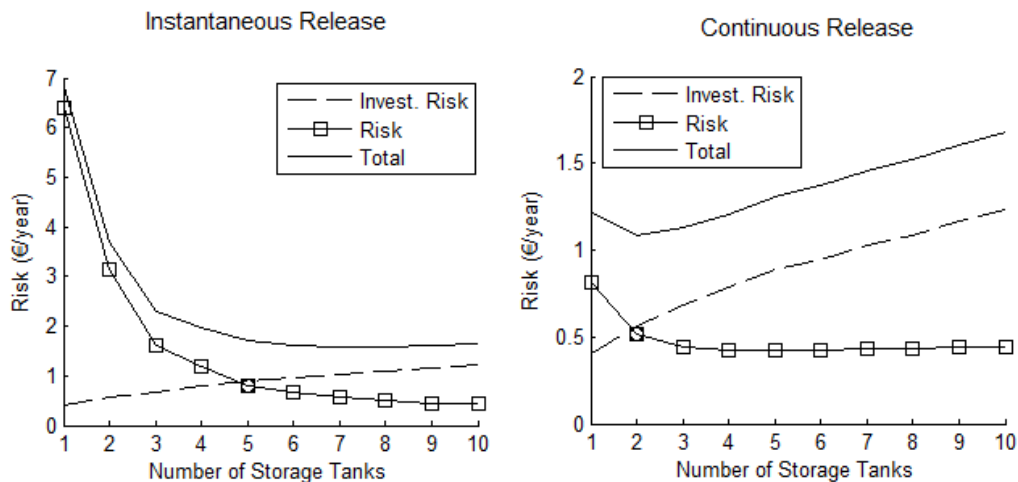 Instantaneous Release
Risk (€/year)
7
6
5
4
3
2
1
0
Invest. Risk
Risk
Total
1 2 3 4 5 6 7 8 9 10
Number of Storage Tanks
Continuous Release
Risk (€/year)
2
1.5
1
0.5
0
Invest. Risk
Risk
Total
1 2 3 4 5 6 7 8 9 10
Number of Storage Tanks